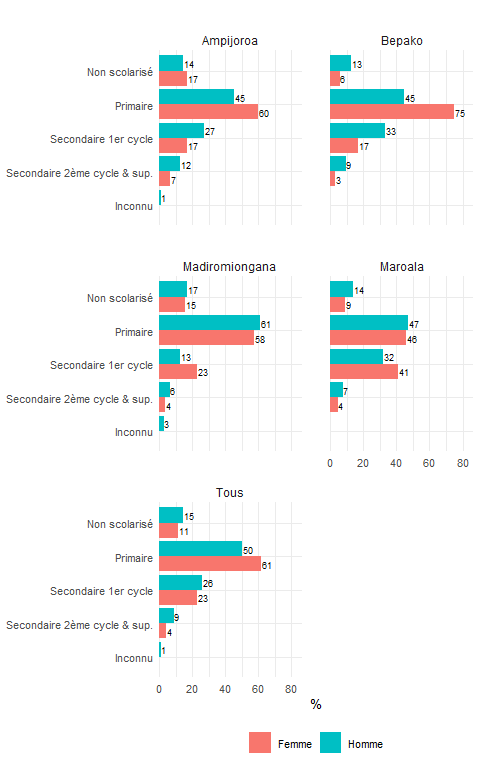 Ampijoroa Bepako
Non scolarisé 14 13
17 6
Primaire 45 45
60 75
Secondaire 1er cycle 27 33
17 17
Secondaire 2ème cycle & sup. 12 9
7 3
Inconnu 1
Madiromiongana Maroala
Non scolarisé 17 14
15 9
Primaire 61 47
58 46
Secondaire 1er cycle 13 32
23 41
Secondaire 2ème cycle & sup. 6 7
4 4
Inconnu 3
0 20 40 60 80
Tous
Non scolarisé 15
11
Primaire 50
61
Secondaire 1er cycle 26
23
Secondaire 2ème cycle & sup. 9
4
Inconnu 1
0 20 40 60 80
%
Femme Homme